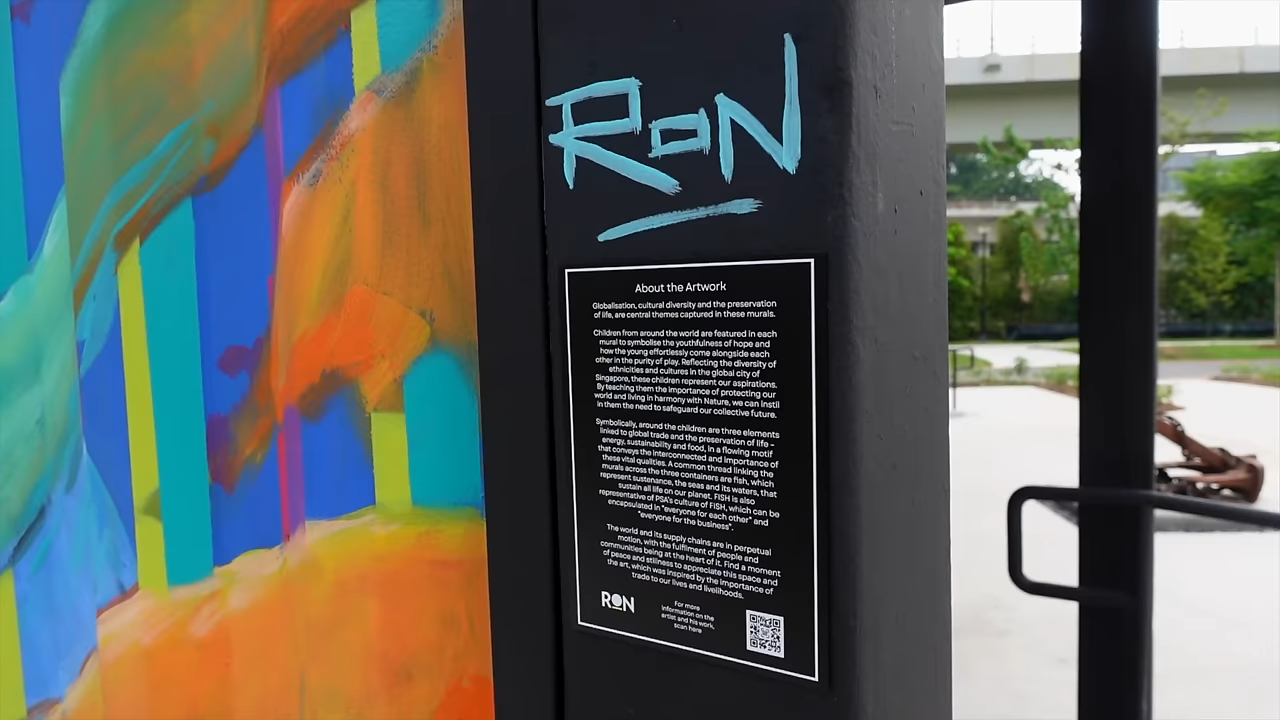 RON
About the Artwork
Globalisation, cultural diversity and the preservation
of life, are central themes captured in these murals.
Children from around the world are featured in each
mural to symbolise the youthfulness of hope and
how the young effortlessly come alongside each
other in the purity of play. Reflecting the diversity of
ethnicities and cultures in the global city of
Singapore, these children represent our aspirations.
By teaching them the importance of protecting our
world and living in harmony with Nature, we can instil
in them the need to safeguard our collective future.
Symbolically, around the children are three elements
linked to global trade and the preservation of life –
energy, sustainability and food, in a flowing motif
that conveys the interconnected and importance of
these vital qualities. A common thread linking the
murals across the three containers are fish, which
represent sustenance, the seas and its waters, that
sustain all life on our planet. FISH is also
representative of PSA's culture of FISH, which can be
encapsulated in "everyone for each other" and
"everyone for the business".
The world and its supply chains are in perpetual
motion, with the fulfilment of people and
communities being at the heart of it. Find a moment
of peace and stillness to appreciate this space and
the art, which was inspired by the importance of
trade to our lives and livelihoods.
RON
For more
information on the
artist and his work,
scan here